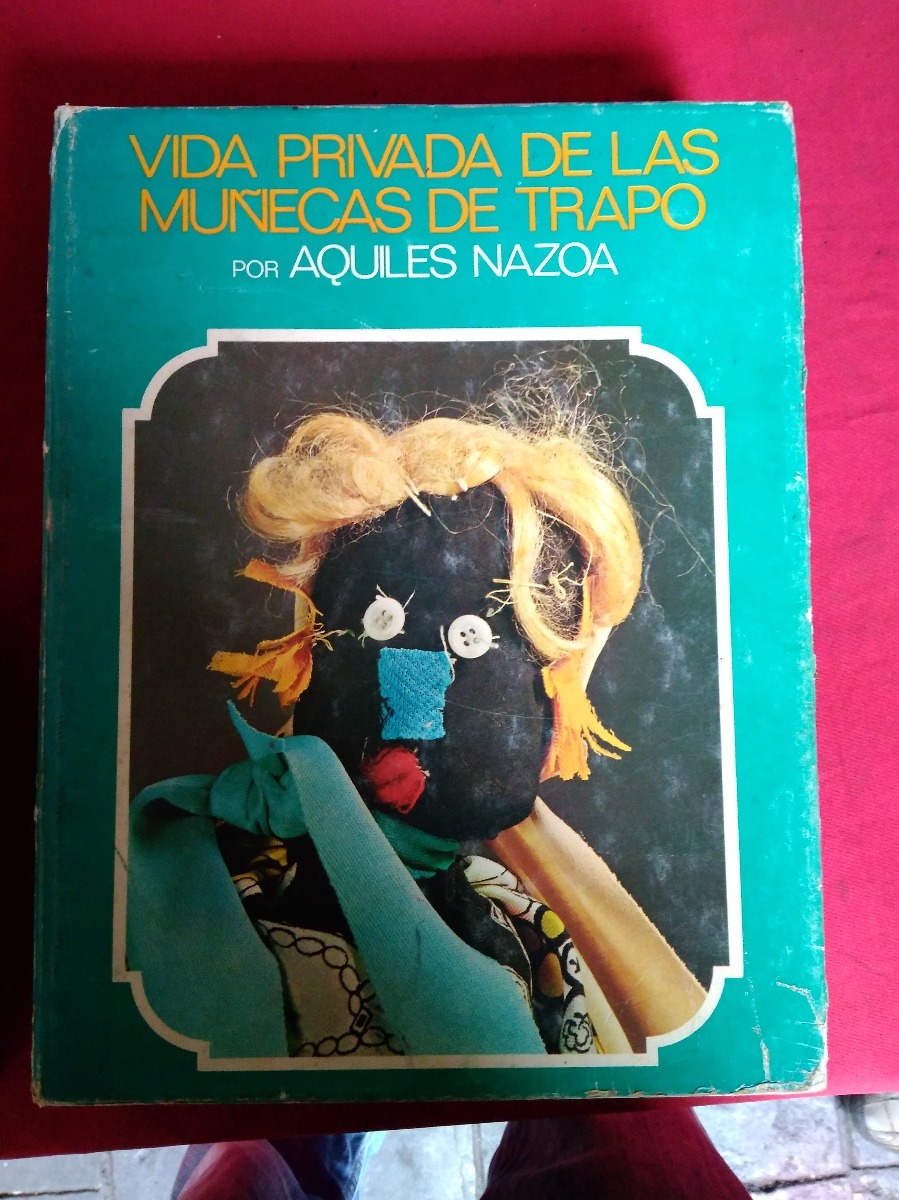 VIDA PRIVADA DE LAS
MUÑECAS DE TRAPO
POR AQUILES NAZOA